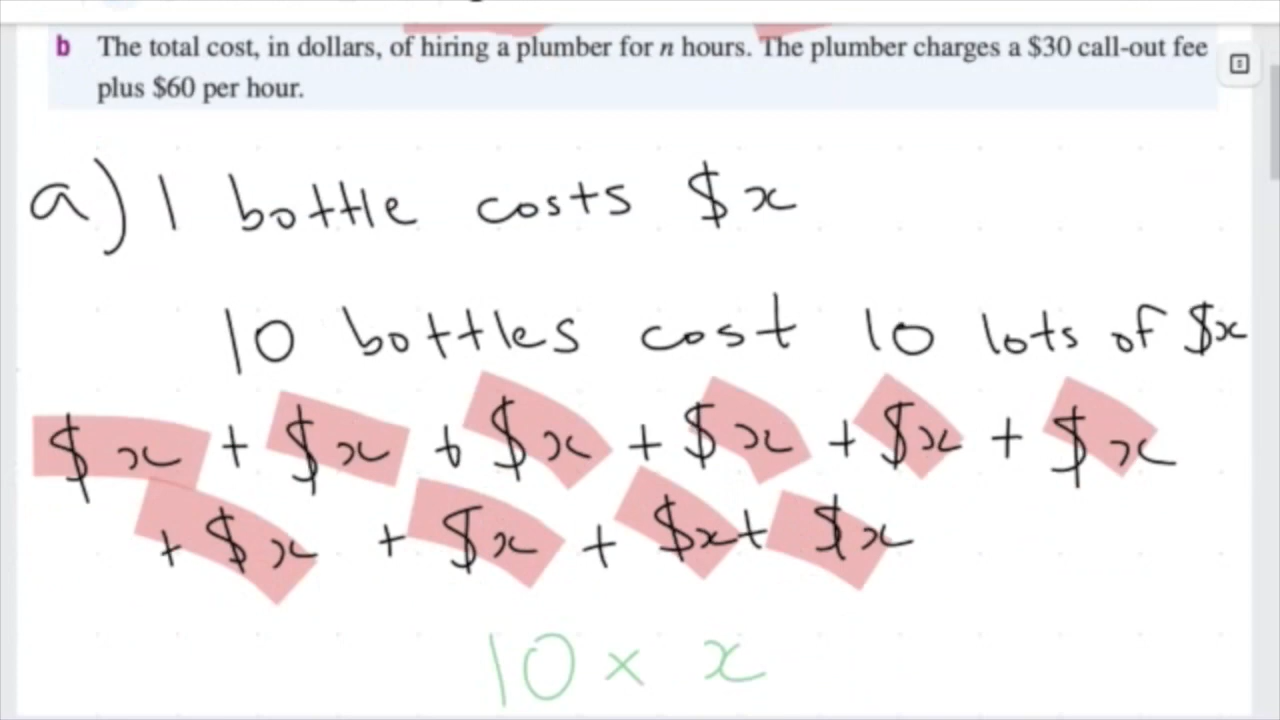 b The total cost, in dollars, of hiring a plumber for n hours. The plumber charges a $30 call-out fee
plus $60 per hour.
a) 1 bottle costs $x
10 bottles cost 10 lots of $x
$x + $x + $x + $x + $x + $x
+ $x + $x + $x + $x
10 × x